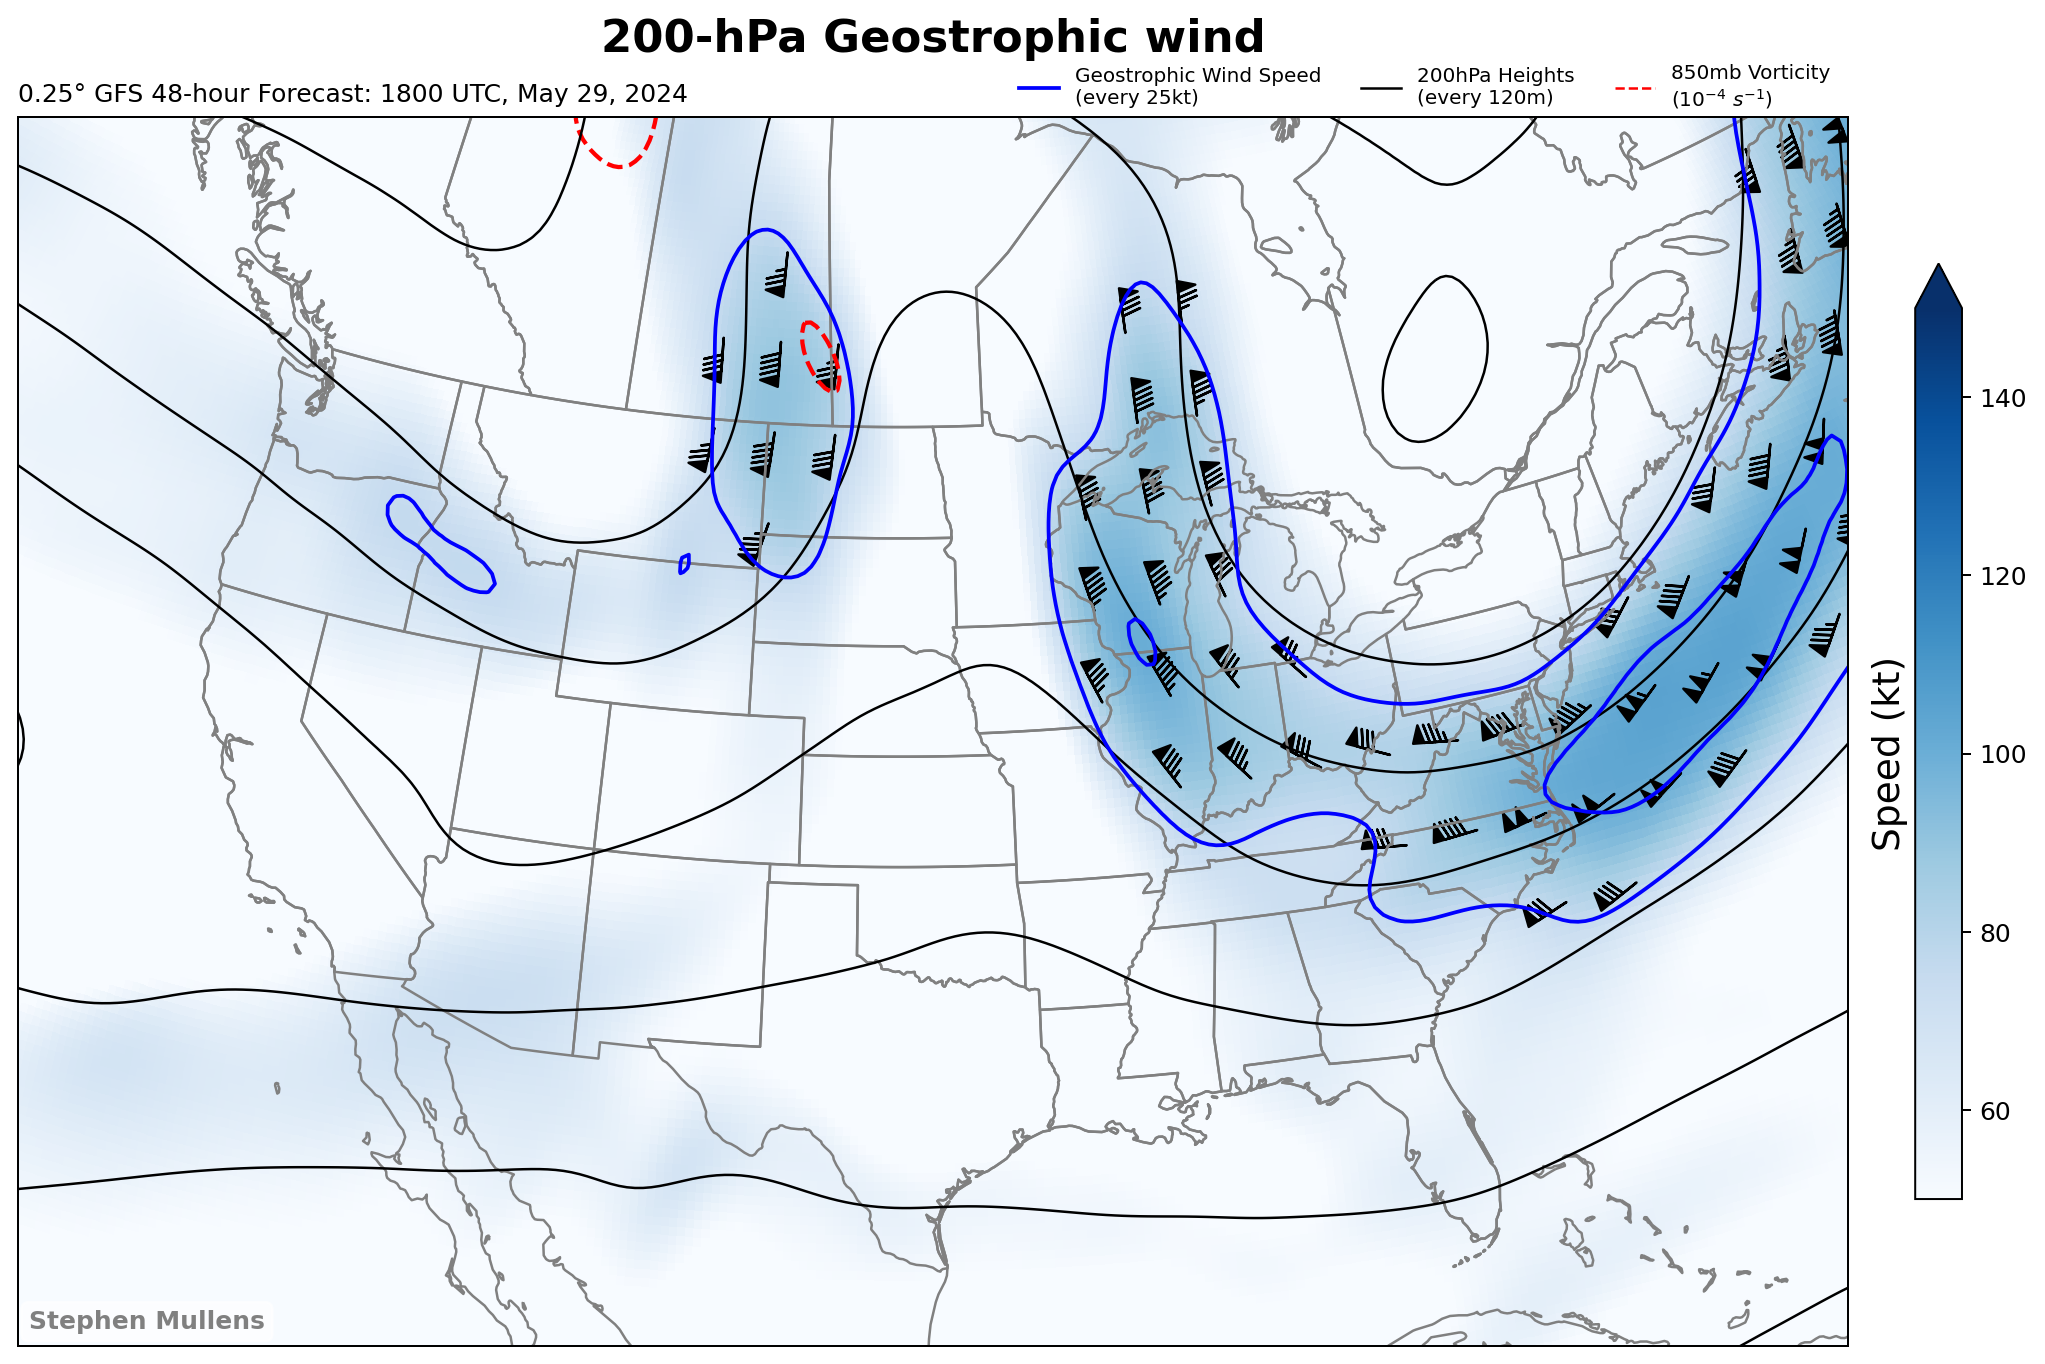 200-hPa Geostrophic wind
0.25° GFS 48-hour Forecast: 1800 UTC, May 29, 2024
Geostrophic Wind Speed
(every 25kt)
200hPa Heights
(every 120m)
850mb Vorticity
(10⁻⁴ s⁻¹)
140
120
100
80
60
Speed (kt)
Stephen Mullens